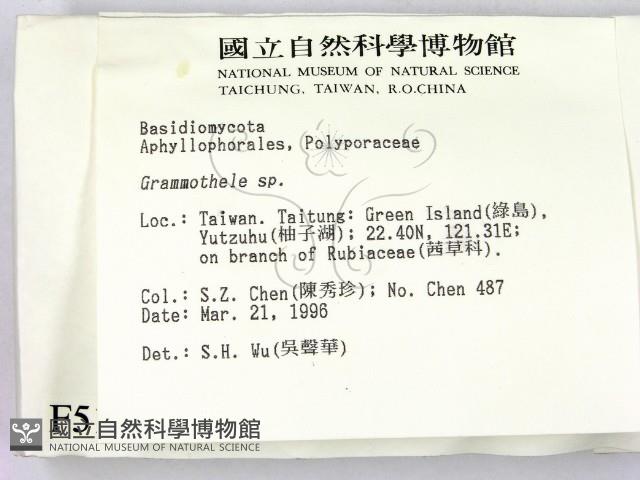 國立自然科學博物館
NATIONAL MUSEUM OF NATURAL SCIENCE
TAICHUNG, TAIWAN, R.O.CHINA
Basidiomycota
Aphyllophorales, Polyporaceae
Grammothele sp.
Loc.: Taiwan. Taitung: Green Island(綠島),
Yutzuhu(柚子湖); 22.40N, 121.31E;
on branch of Rubiaceae(茜草科).
Col.: S.Z. Chen(陳秀珍); No. Chen 487
Date: Mar. 21, 1996
Det.: S.H. Wu(吳聲華)
F5
國立自然科學博物館
NATIONAL MUSEUM OF NATURAL SCIENCE